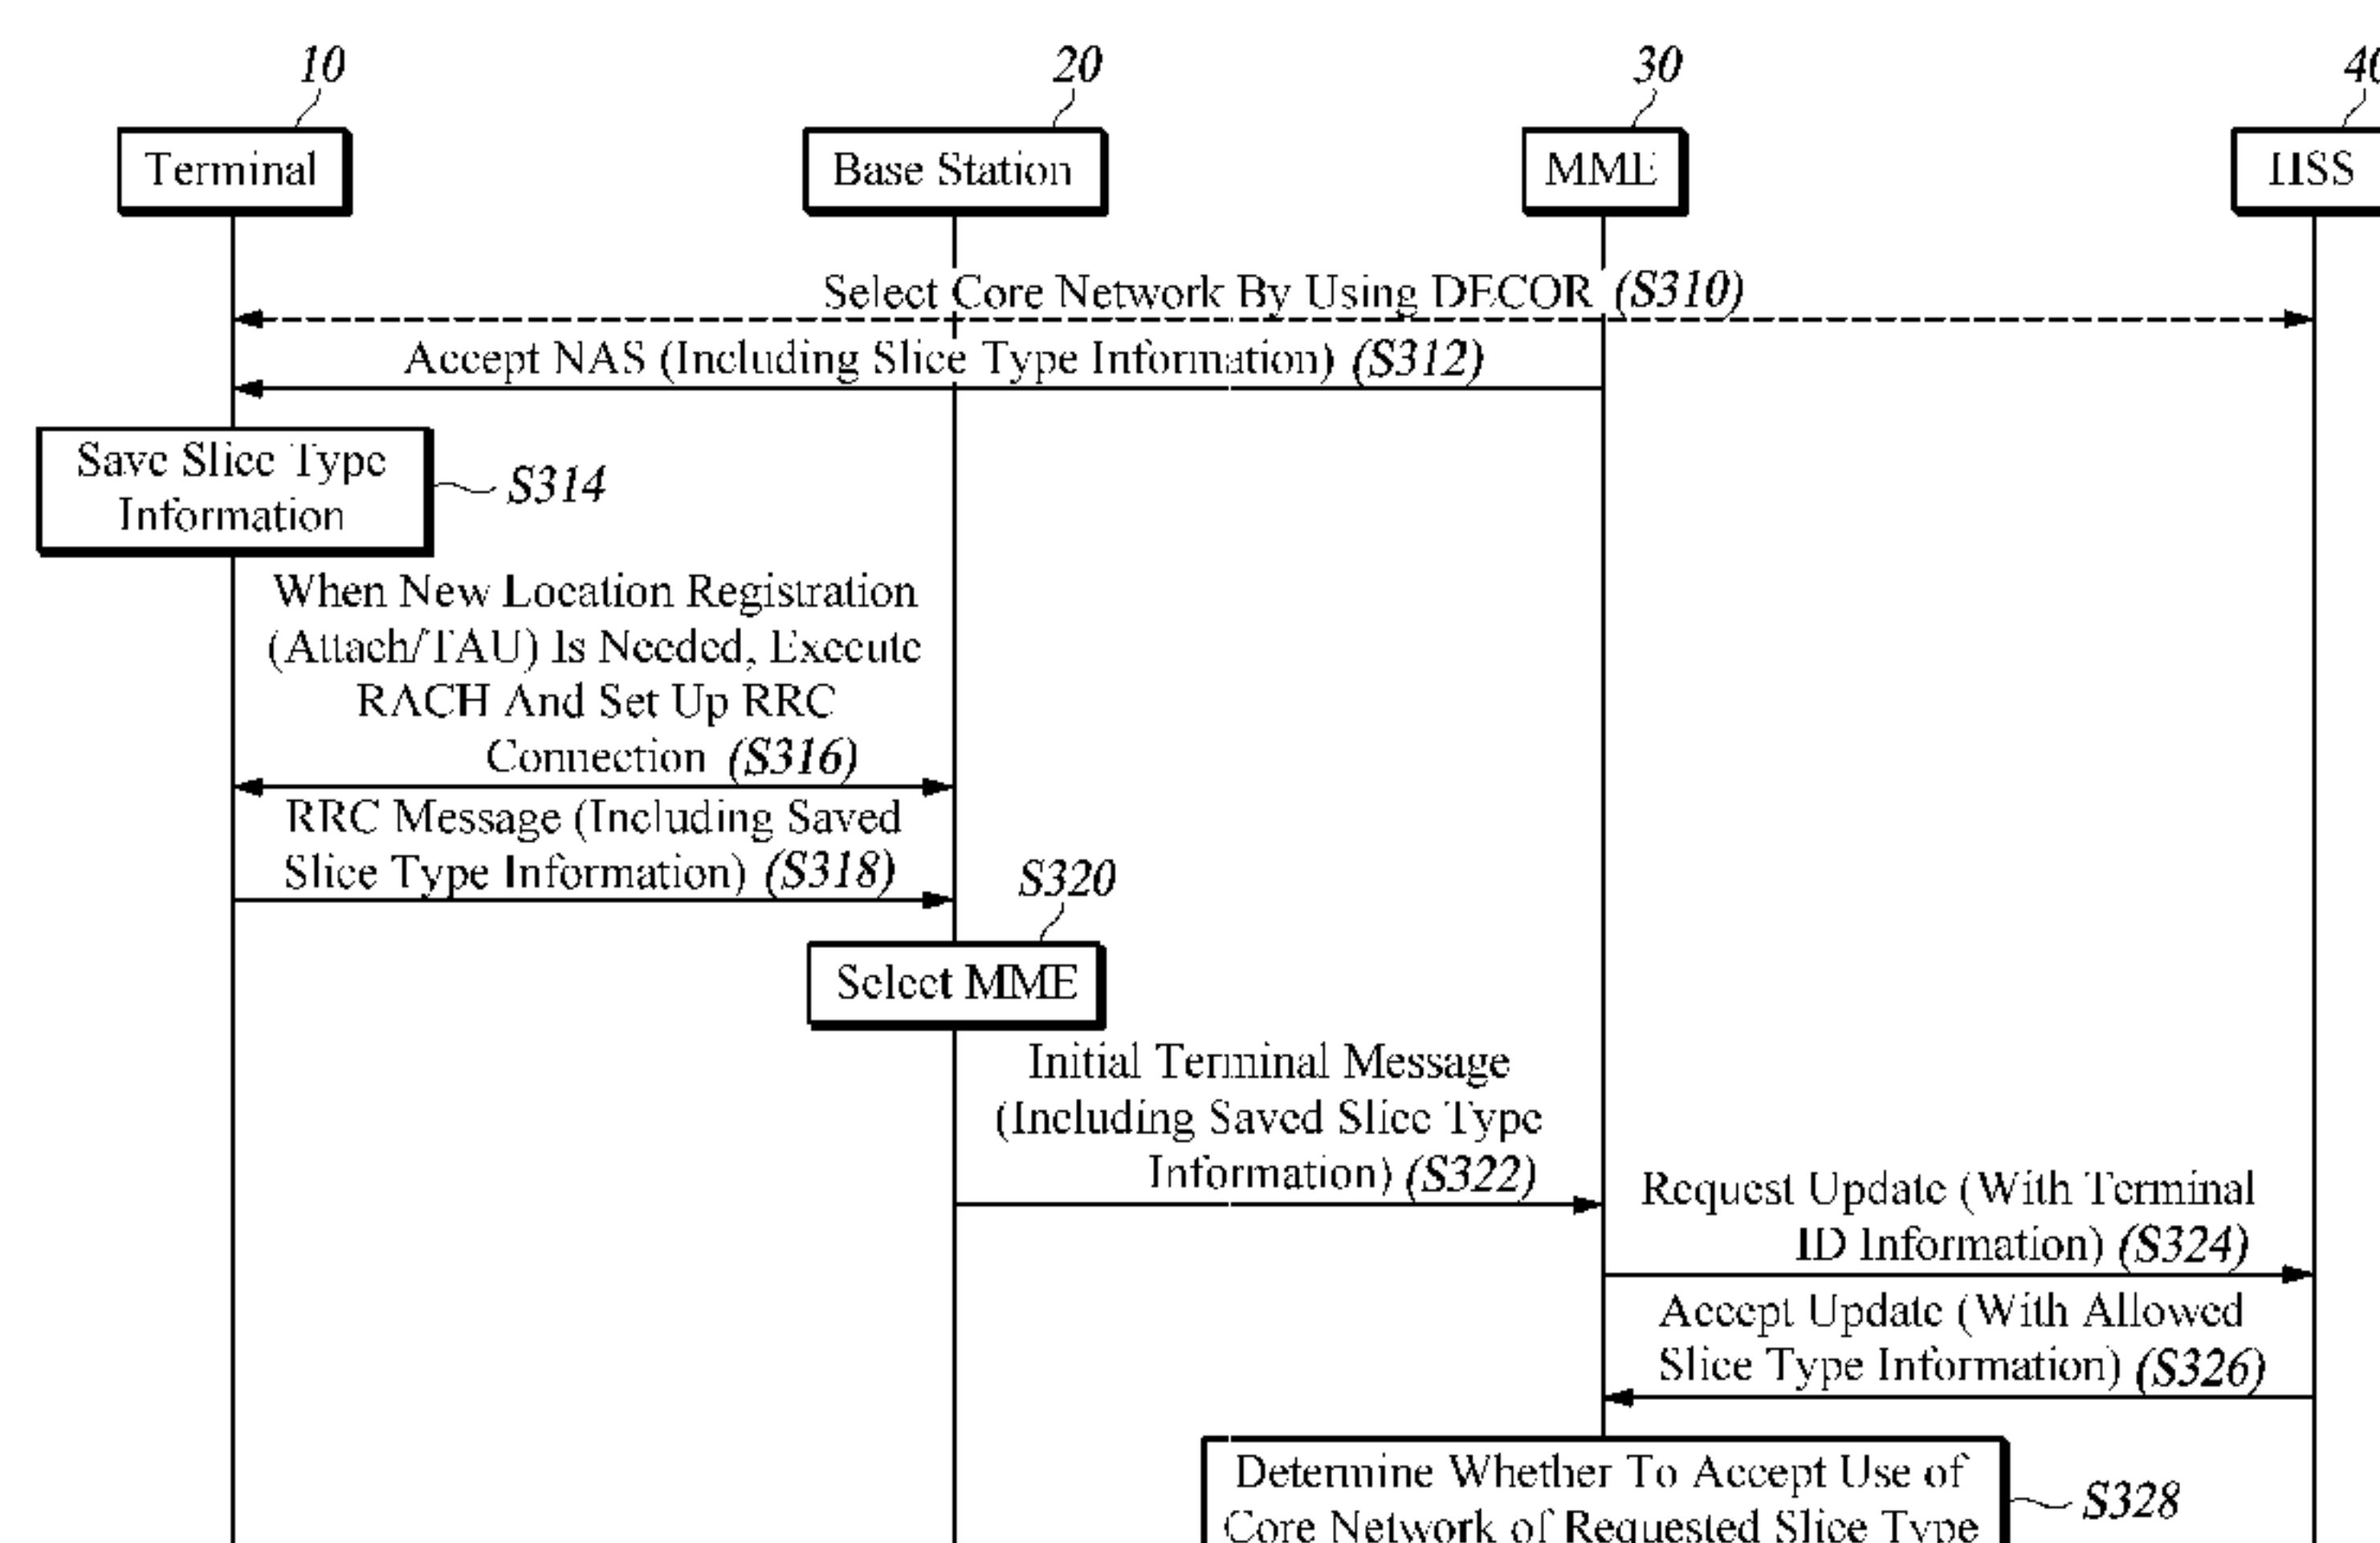 10
20
30
40
Terminal
Base Station
MME
HSS
Select Core Network By Using DECOR (S310)
Accept NAS (Including Slice Type Information) (S312)
Save Slice Type
Information
S314
When New Location Registration
(Attach/TAU) Is Needed, Execute
RACH And Set Up RRC
Connection (S316)
RRC Message (Including Saved
Slice Type Information) (S318)
S320
Select MME
Initial Terminal Message
(Including Saved Slice Type
Information) (S322)
Request Update (With Terminal
ID Information) (S324)
Accept Update (With Allowed
Slice Type Information) (S326)
Determine Whether To Accept Use of
Core Network of Requested Slice Type
S328